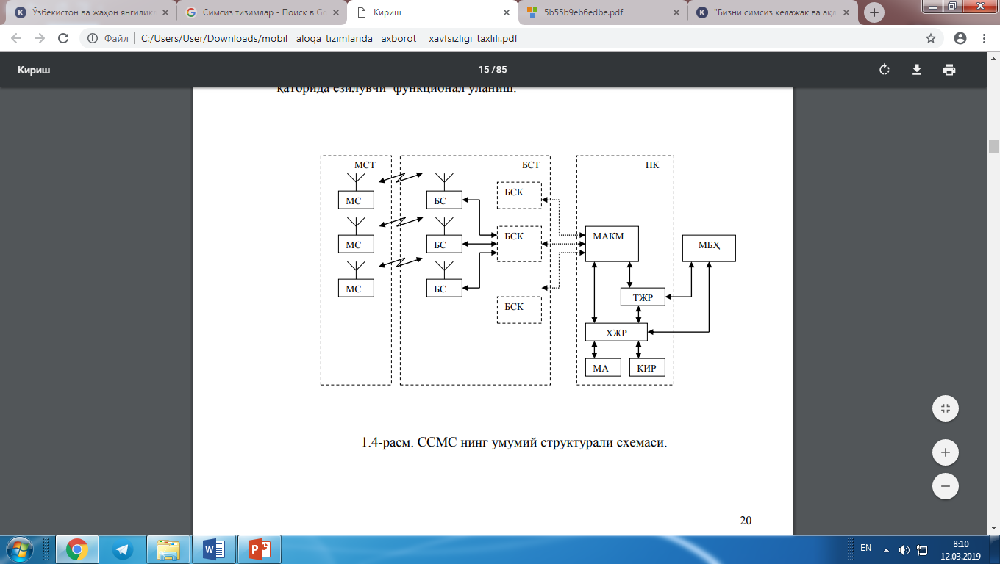 Ўзбекистон ва жаҳон янгилик
Симсиз тизимлар - Поиск в Go
Кириш
5b55b9eb6edbe.pdf
"Бизни симсиз келажак ва ақл
Файл
C:/Users/User/Downloads/mobil__aloqa_tizimlarida__axborot___xavfsizligi_taxlili.pdf
Кириш
15 / 85
қаторида ёзилувчи функционал уланиш.
МСТ
БСТ
ПК
МС
БС
БСК
МС
БС
БСК
МАКМ
МБҲ
МС
БС
БСК
ТЖР
ХЖР
МА
ҚИР
1.4-расм. ССМС нинг умумий структурали схемаси.
20
EN
8:10
12.03.2019